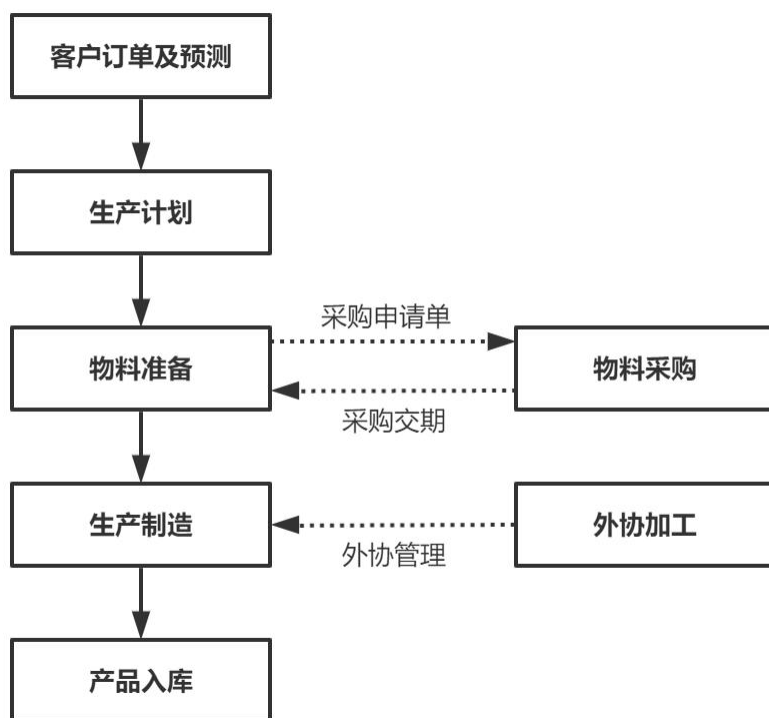 客户订单及预测
生产计划
采购申请单
物料准备
物料采购
采购交期
生产制造
外协加工
外协管理
产品入库